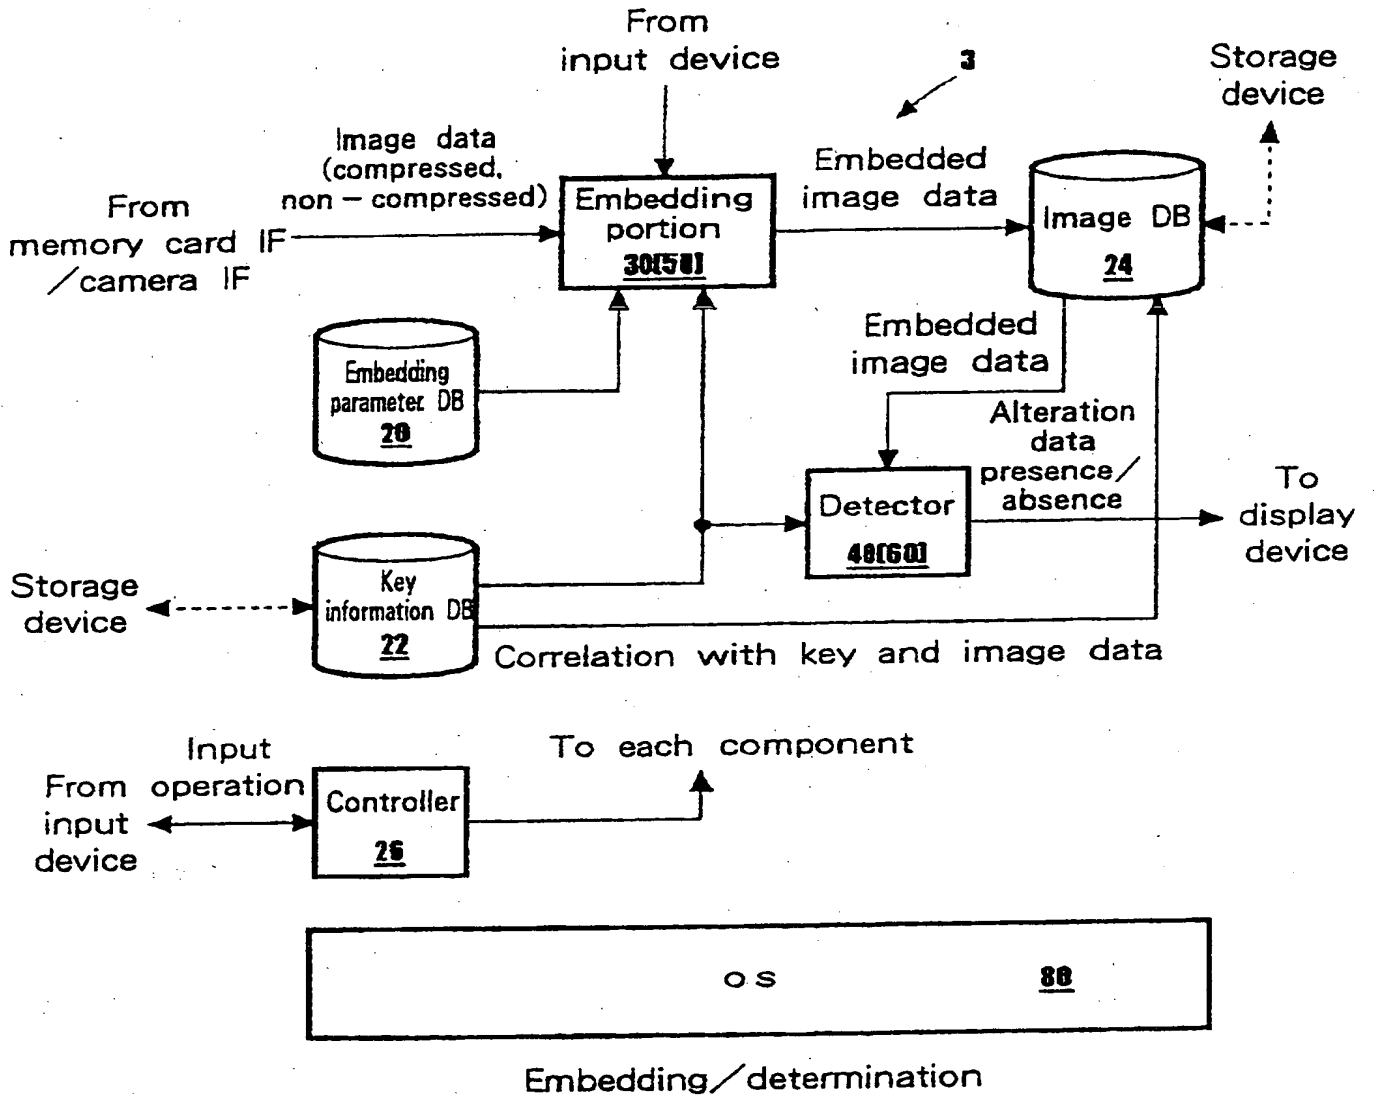 From
input device
3
Storage
device
Image data
(compressed,
non-compressed)
Embedded
image data
From
memory card IF
/camera IF
Embedding
portion
30[50]
Image DB
24
Embedded
image data
Embedding
parameter DB
20
Alteration
data
presence/
absence
Detector
40[60]
To
display
device
Storage
device
Key
information DB
22
Correlation with key and image data
Input
operation
From
input
device
Controller
26
To each component
OS
80
Embedding/determination